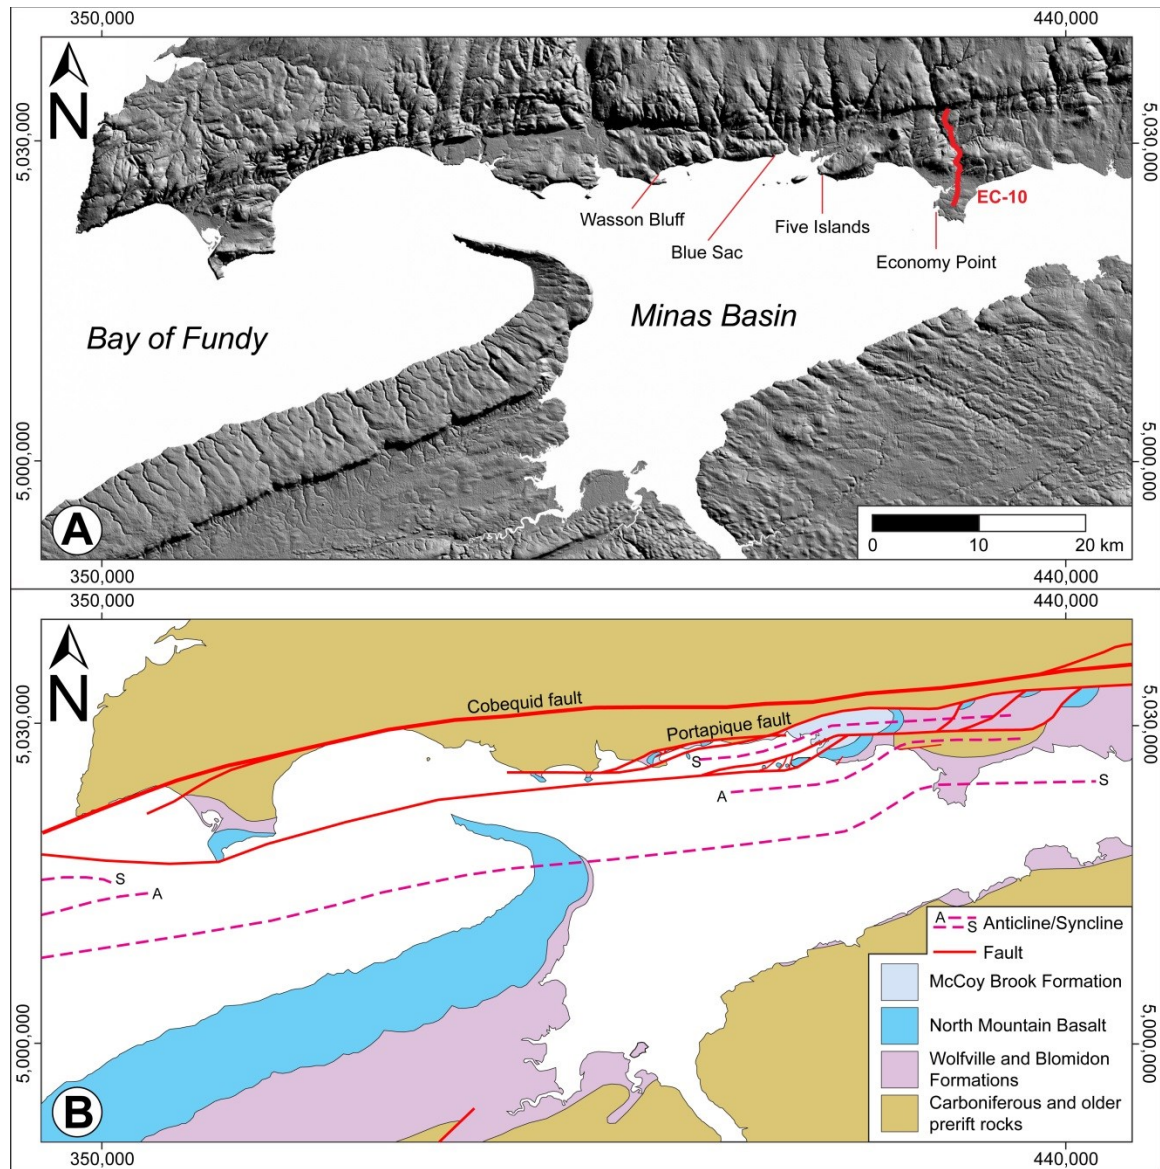 350,000
440,000
N
5,030,000
5,030,000
Wasson Bluff
Blue Sac
Five Islands
EC-10
Economy Point
Bay of Fundy
Minas Basin
5,000,000
5,000,000
A
0
10
20 km
350,000
440,000
350,000
440,000
N
Cobequid fault
Portapique fault
5,030,000
5,030,000
S
A
S
S
A
A
S
Anticline/Syncline
Fault
McCoy Brook Formation
North Mountain Basalt
Wolfville and Blomidon
Formations
Carboniferous and older
prerift rocks
5,000,000
5,000,000
B
350,000
440,000